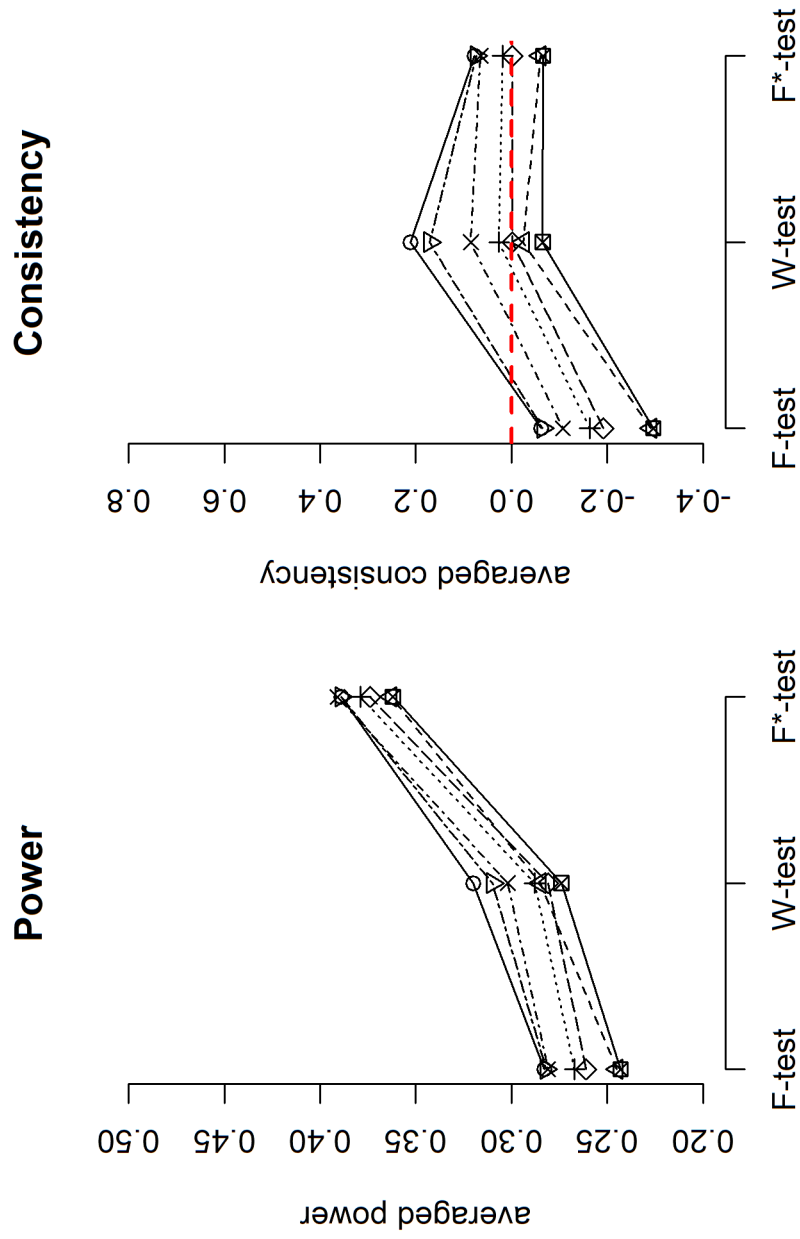 Power
averaged power
0.50
0.45
0.40
0.35
0.30
0.25
0.20
F-test
W-test
F*-test
Consistency
averaged consistency
0.8
0.6
0.4
0.2
0.0
-0.2
-0.4
F-test
W-test
F*-test